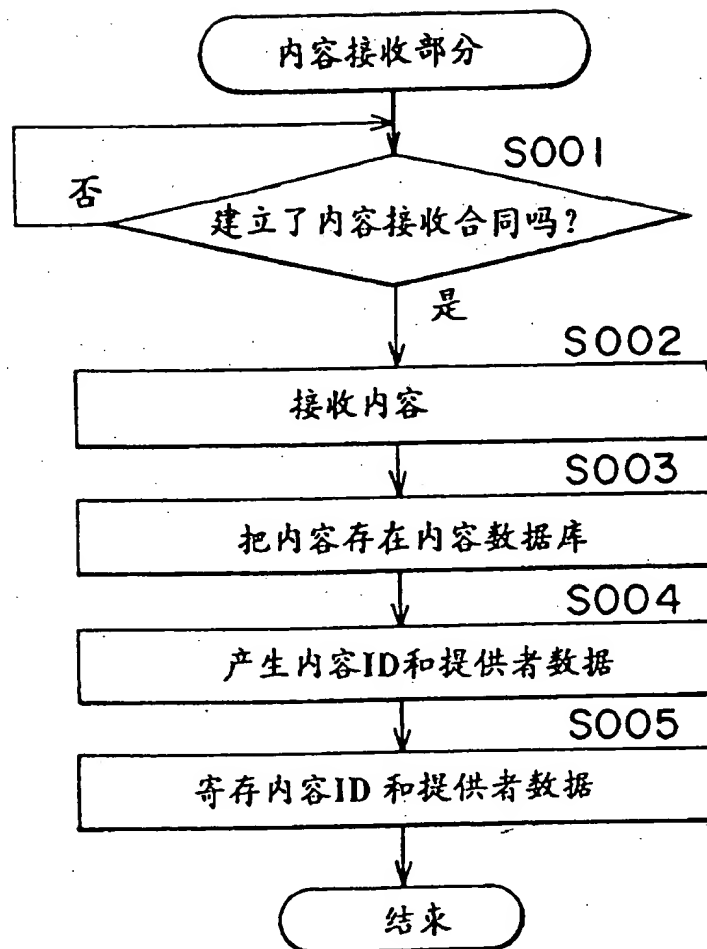 内容接收部分
S001
否
建立了内容接收合同吗?
是
S002
接收内容
S003
把内容存在内容数据库
S004
产生内容ID和提供者数据
S005
寄存内容ID 和提供者数据
结束